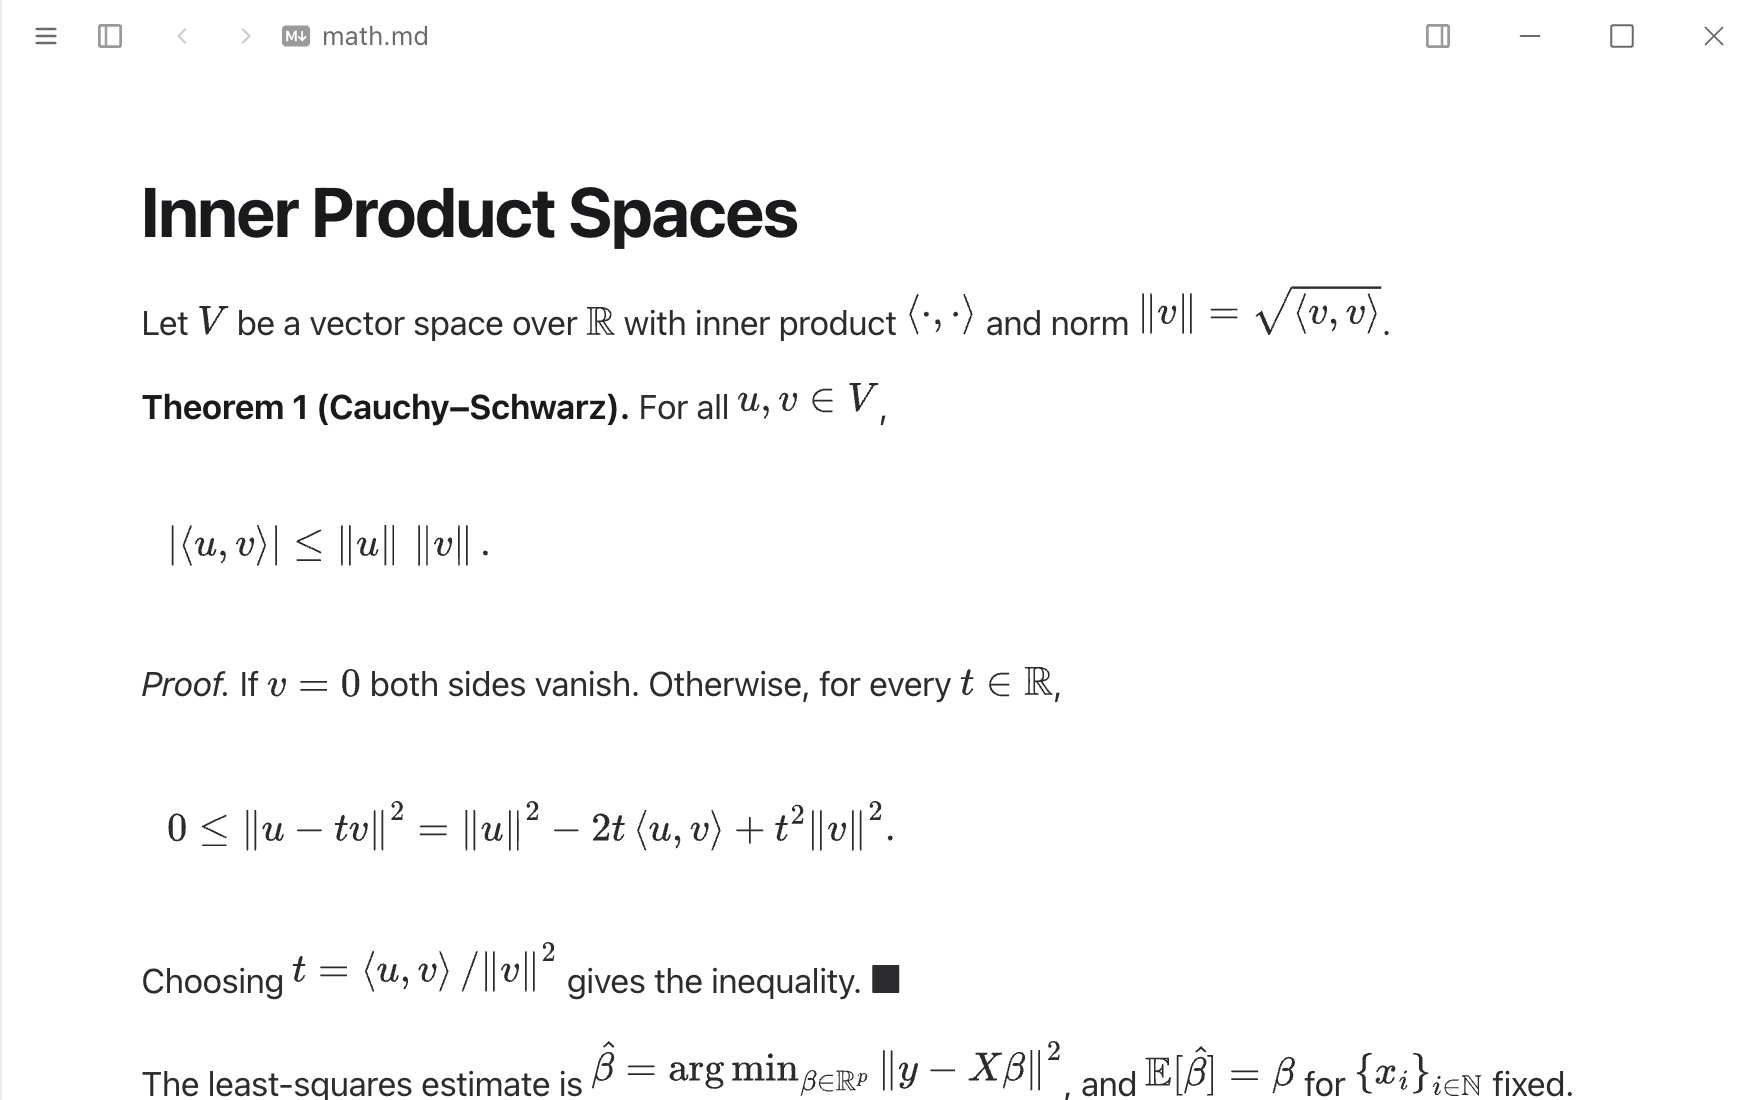 M↓ math.md
Inner Product Spaces
Let V be a vector space over ℝ with inner product ⟨·, ·⟩ and norm ‖v‖ = √⟨v, v⟩.
Theorem 1 (Cauchy–Schwarz). For all u, v ∈ V,
|⟨u, v⟩| ≤ ‖u‖ ‖v‖ .
Proof. If v = 0 both sides vanish. Otherwise, for every t ∈ ℝ,
0 ≤ ‖u − tv‖² = ‖u‖² − 2t ⟨u, v⟩ + t²‖v‖².
Choosing t = ⟨u, v⟩ /‖v‖² gives the inequality. ■
The least-squares estimate is β̂ = arg min_{β∈ℝᵖ} ‖y − Xβ‖², and 𝔼[β̂] = β for {xᵢ}_{i∈ℕ} fixed.